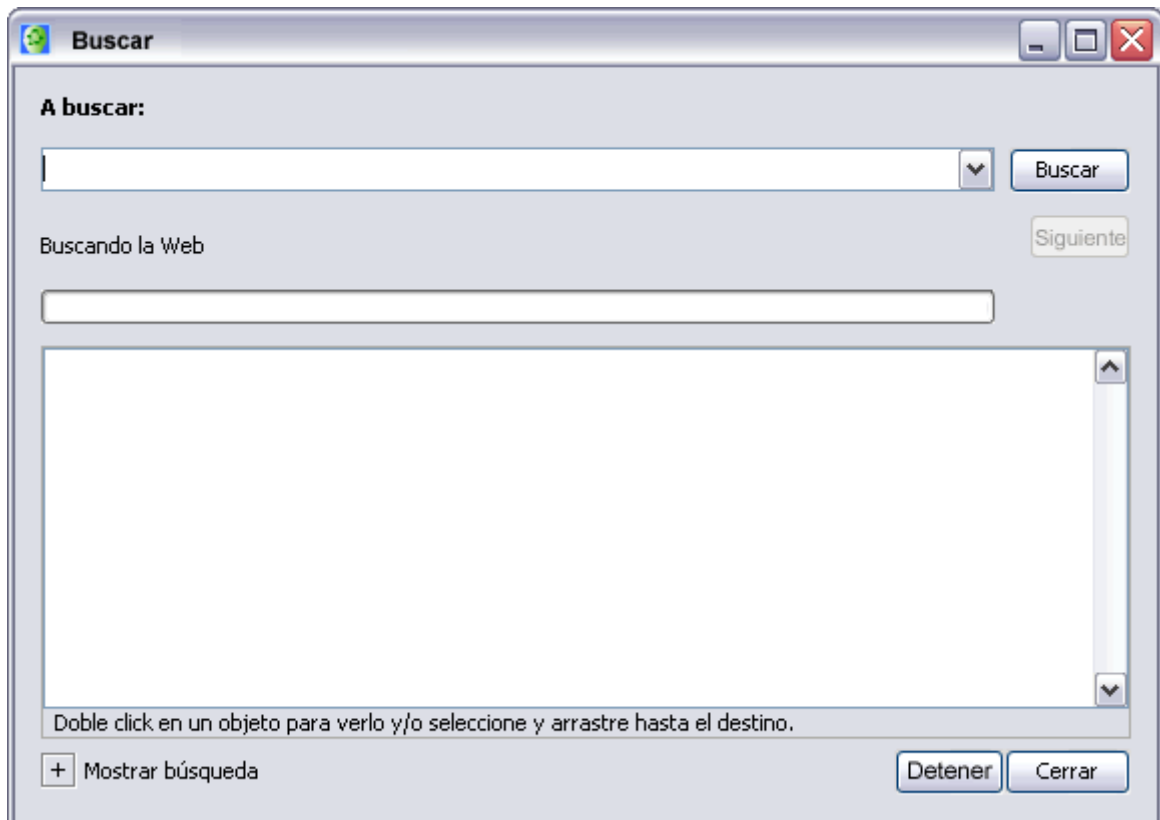 Buscar
A buscar:
Buscar
Buscando la Web
Siguiente
Doble click en un objeto para verlo y/o seleccione y arrastre hasta el destino.
+ Mostrar búsqueda
Detener
Cerrar